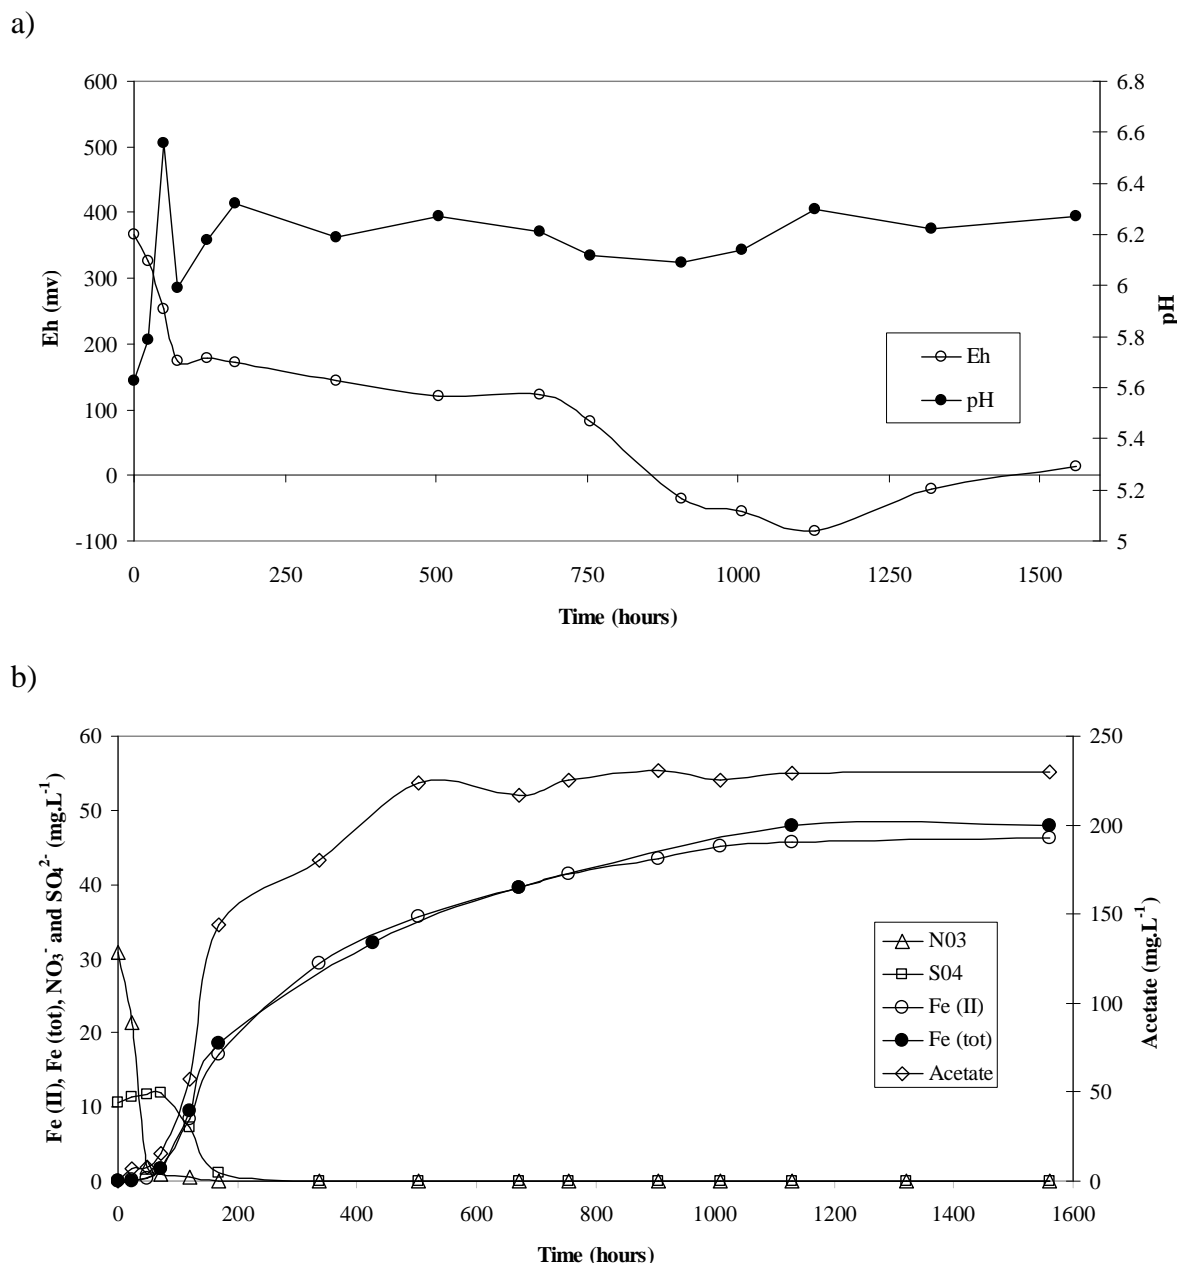 a)
600
500
400
300
200
100
0
-100
Eh (mv)
6.8
6.6
6.4
6.2
6
5.8
5.6
5.4
5.2
5
pH
Eh
pH
0 250 500 750 1000 1250 1500
Time (hours)
b)
60
50
40
30
20
10
0
Fe (II), Fe (tot), NO₃⁻ and SO₄²⁻ (mg.L⁻¹)
250
200
150
100
50
0
Acetate (mg.L⁻¹)
N03
S04
Fe (II)
Fe (tot)
Acetate
0 200 400 600 800 1000 1200 1400 1600
Time (hours)